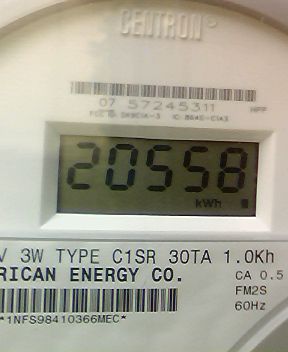 CENTRON®
07 57245311 HPF
20558
kWh
V 3W TYPE C1SR 30TA 1.0Kh
RICAN ENERGY CO.
CA 0.5
FM2S
60Hz
*1NFS98410366MEC*